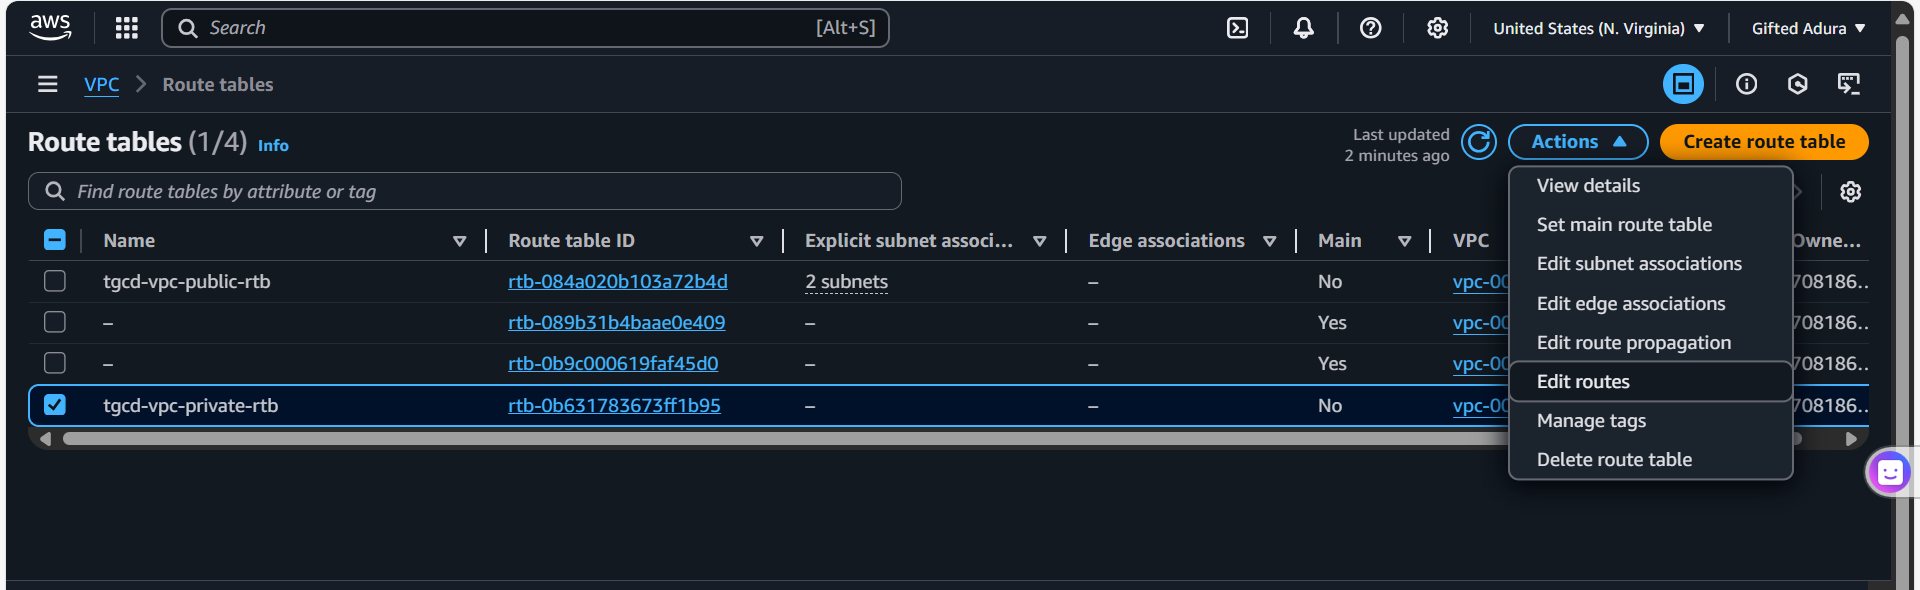 aws Search [Alt+S] United States (N. Virginia) Gifted Adura
VPC Route tables
Route tables (1/4) Info
Last updated
2 minutes ago
Actions
Create route table
Find route tables by attribute or tag
Name Route table ID Explicit subnet associ... Edge associations Main VPC Owne...
tgcd-vpc-public-rtb rtb-084a020b103a72b4d 2 subnets – No vpc-00 708186..
– rtb-089b31b4baae0e409 – – Yes vpc-00 708186..
– rtb-0b9c000619faf45d0 – – Yes vpc-00 708186..
tgcd-vpc-private-rtb rtb-0b631783673ff1b95 – – No vpc-00 708186..
View details
Set main route table
Edit subnet associations
Edit edge associations
Edit route propagation
Edit routes
Manage tags
Delete route table